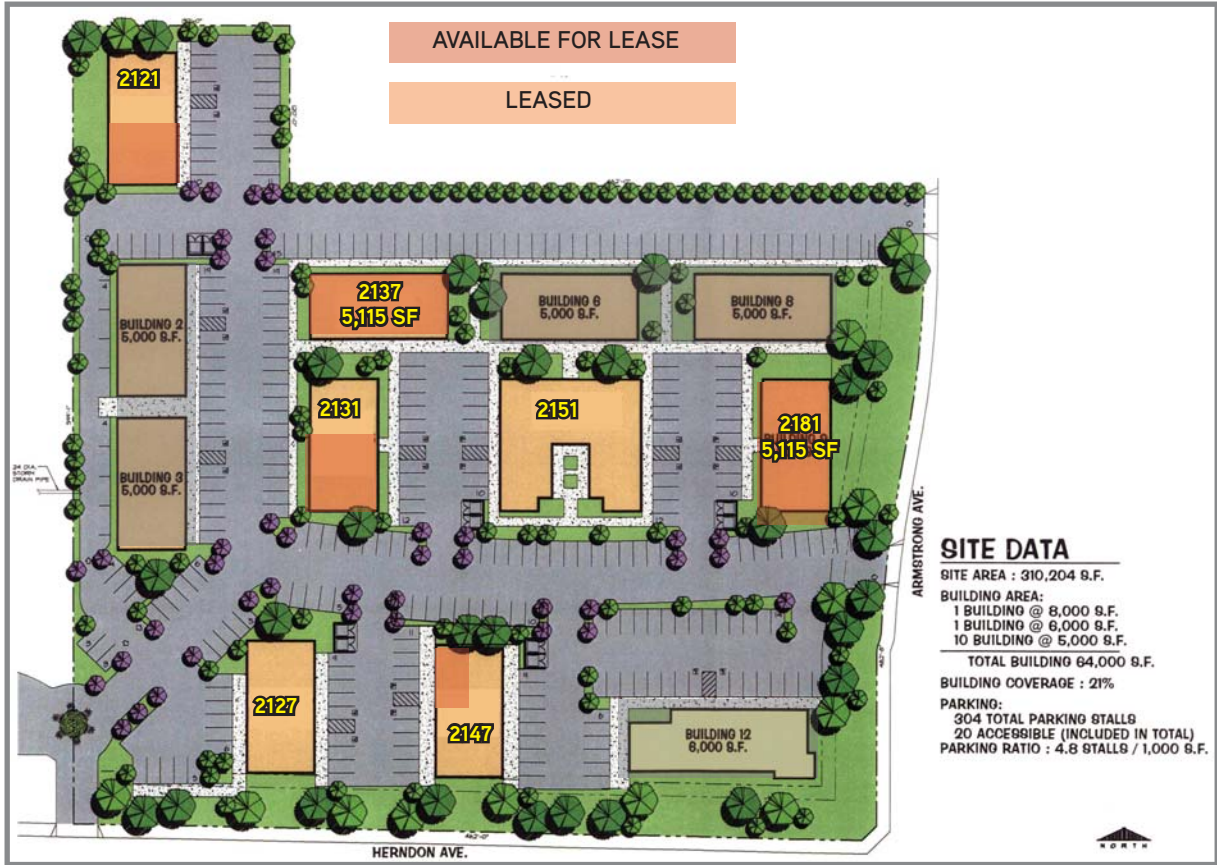 AVAILABLE FOR LEASE
LEASED
2121
2137
5,115 SF
BUILDING 6
5,000 S.F.
BUILDING 8
5,000 S.F.
BUILDING 2
5,000 S.F.
2131
2151
2181
5,115 SF
BUILDING 3
5,000 S.F.
24 DIA.
STORM
DRAIN PIPE
ARMSTRONG AVE.
SITE DATA
SITE AREA : 310,204 S.F.
BUILDING AREA:
1 BUILDING @ 8,000 S.F.
1 BUILDING @ 6,000 S.F.
10 BUILDING @ 5,000 S.F.
TOTAL BUILDING 64,000 S.F.
BUILDING COVERAGE : 21%
PARKING:
304 TOTAL PARKING STALLS
20 ACCESSIBLE (INCLUDED IN TOTAL)
PARKING RATIO : 4.8 STALLS / 1,000 S.F.
2127
2147
BUILDING 12
6,000 S.F.
462'-0"
HERNDON AVE.
NORTH